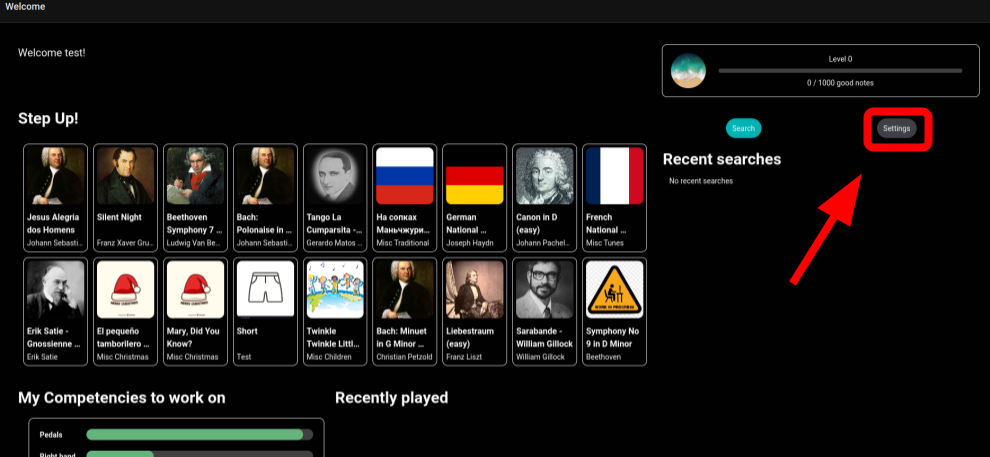 Welcome
Welcome test!
Level 0
0 / 1000 good notes
Step Up!
Search
Settings
Recent searches
No recent searches
Jesus Alegria
dos Homens
Johann Sebasti...
Silent Night
Franz Xaver Gru...
Beethoven
Symphony 7 ...
Ludwig Van Be...
Bach:
Polonaise in ...
Johann Sebasti...
Tango La
Cumparsita -...
Gerardo Matos ...
На сопках
Маньчжури...
Misc Traditional
German
National ...
Joseph Haydn
Canon in D
(easy)
Johann Pachel...
French
National ...
Misc Tunes
Erik Satie -
Gnossienne ...
Erik Satie
El pequeño
tamborilero ...
Misc Christmas
Mary, Did You
Know?
Misc Christmas
Short
Test
Twinkle
Twinkle Littl...
Misc Children
Bach: Minuet
in G Minor ...
Christian Petzold
Liebestraum
(easy)
Franz Liszt
Sarabande -
William Gillock
William Gillock
WORK IN PROGRESS
Symphony No
9 in D Minor
Beethoven
My Competencies to work on
Recently played
Pedals
Right hand